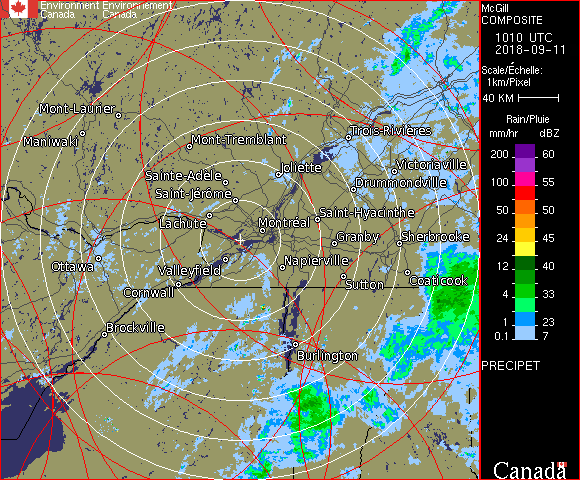 Environment Environnement
Canada Canada
McGill
COMPOSITE
1010 UTC
2018-09-11
Scale/Échelle:
1km/Pixel
40 KM
Rain/Pluie
mm/hr dBZ
200 60
100 55
50 50
24 45
12 40
4 33
1 23
0.1 7
PRECIPET
Canada
Mont-Laurier
Maniwaki
Mont-Tremblant
Trois-Rivières
Joliette
Victoriaville
Sainte-Adèle
Drummondville
Saint-Jérôme
Lachute
Saint-Hyacinthe
Montréal
Granby
Sherbrooke
Ottawa
Valleyfield
Napierville
Cornwall
Sutton
Coaticook
Brockville
Burlington